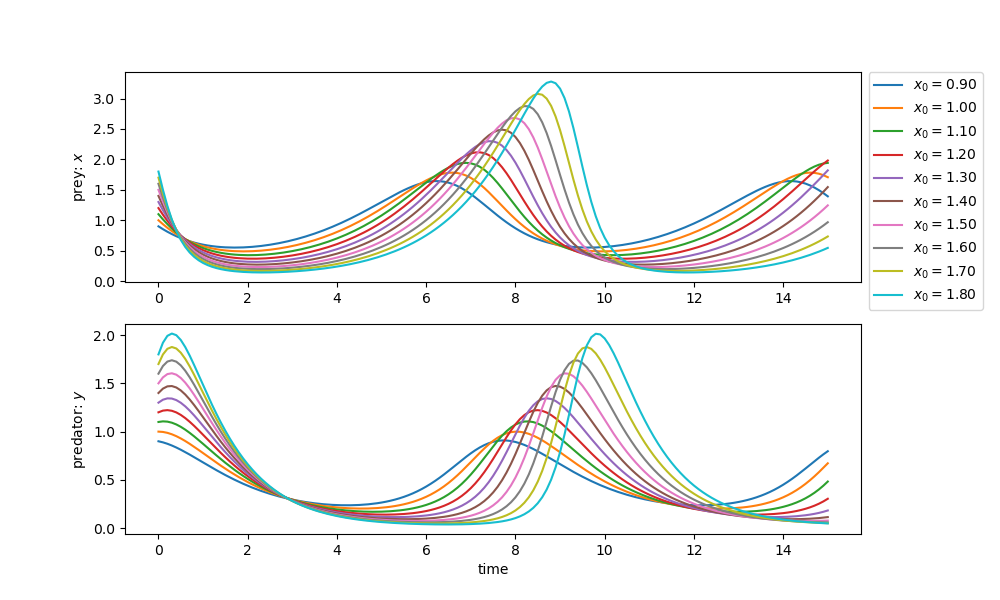 3.0
2.5
2.0
1.5
1.0
0.5
0.0
prey: x
0 2 4 6 8 10 12 14
x₀ = 0.90
x₀ = 1.00
x₀ = 1.10
x₀ = 1.20
x₀ = 1.30
x₀ = 1.40
x₀ = 1.50
x₀ = 1.60
x₀ = 1.70
x₀ = 1.80
2.0
1.5
1.0
0.5
0.0
predator: y
0 2 4 6 8 10 12 14
time